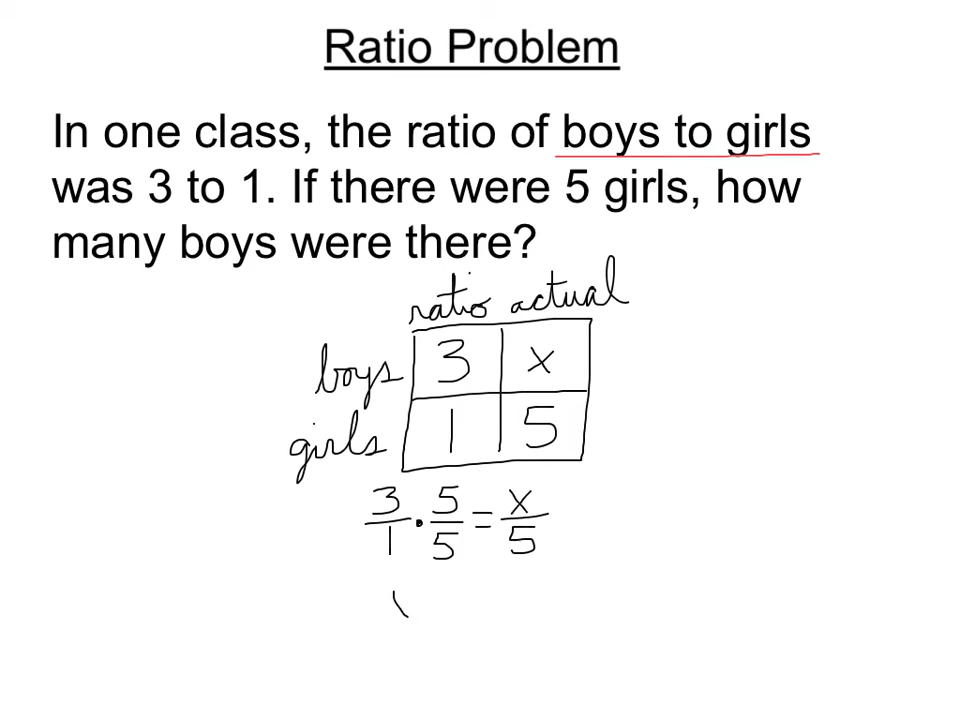 Ratio Problem
In one class, the ratio of boys to girls
was 3 to 1. If there were 5 girls, how
many boys were there?
ratio actual
boys 3 x
girls 1 5
3/1 · 5/5 = x/5